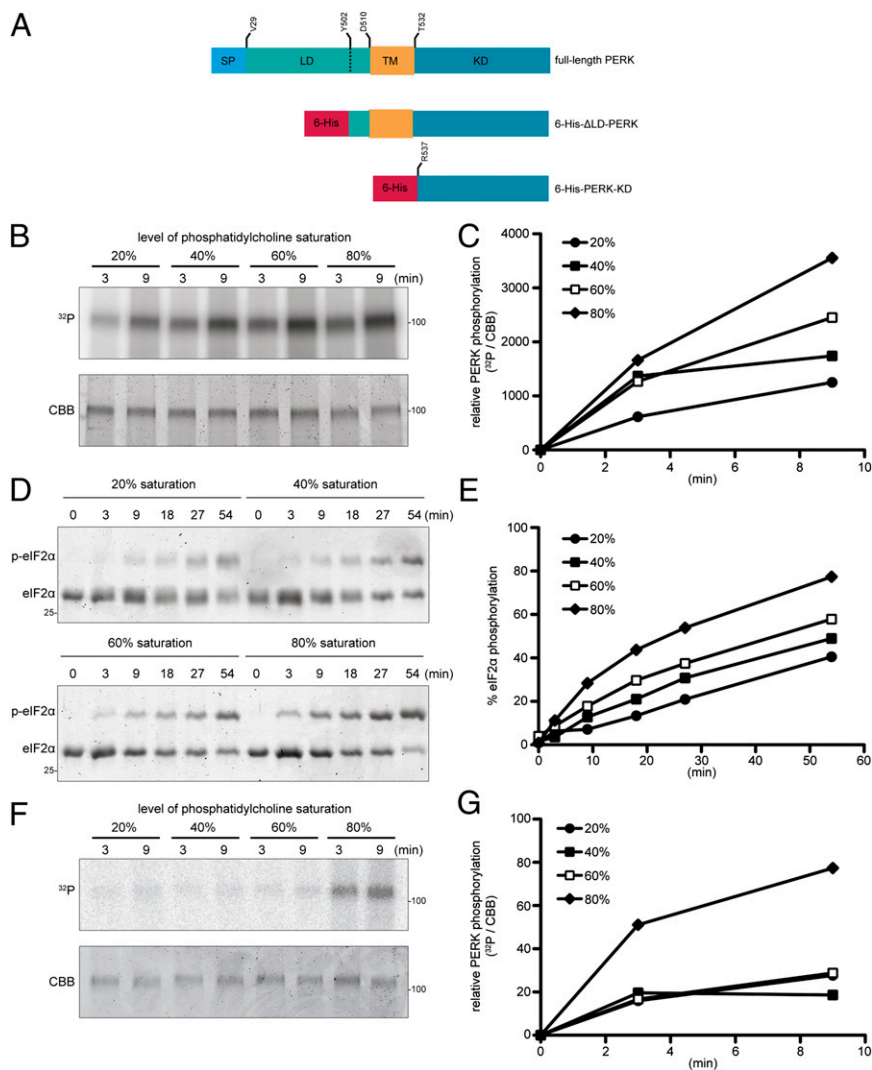 A
V29
Y502
D510
T532
SP LD TM KD full-length PERK
6-His 6-His-ΔLD-PERK
R537
6-His 6-His-PERK-KD
B
level of phosphatidylcholine saturation
20% 40% 60% 80%
3 9 3 9 3 9 3 9 (min)
32P
-100
CBB
-100
C
20%
40%
60%
80%
4000
3000
2000
1000
0
0 2 4 6 8 10
(min)
relative PERK phosphorylation
(32P / CBB)
D
20% saturation 40% saturation
0 3 9 18 27 54 0 3 9 18 27 54 (min)
p-eIF2α
eIF2α
25-
60% saturation 80% saturation
0 3 9 18 27 54 0 3 9 18 27 54 (min)
p-eIF2α
eIF2α
25-
E
20%
40%
60%
80%
100
80
60
40
20
0
0 10 20 30 40 50 60
(min)
% eIF2α phosphorylation
F
level of phosphatidylcholine saturation
20% 40% 60% 80%
3 9 3 9 3 9 3 9 (min)
32P
-100
CBB
-100
G
20%
40%
60%
80%
100
80
60
40
20
0
0 2 4 6 8 10
(min)
relative PERK phosphorylation
(32P / CBB)